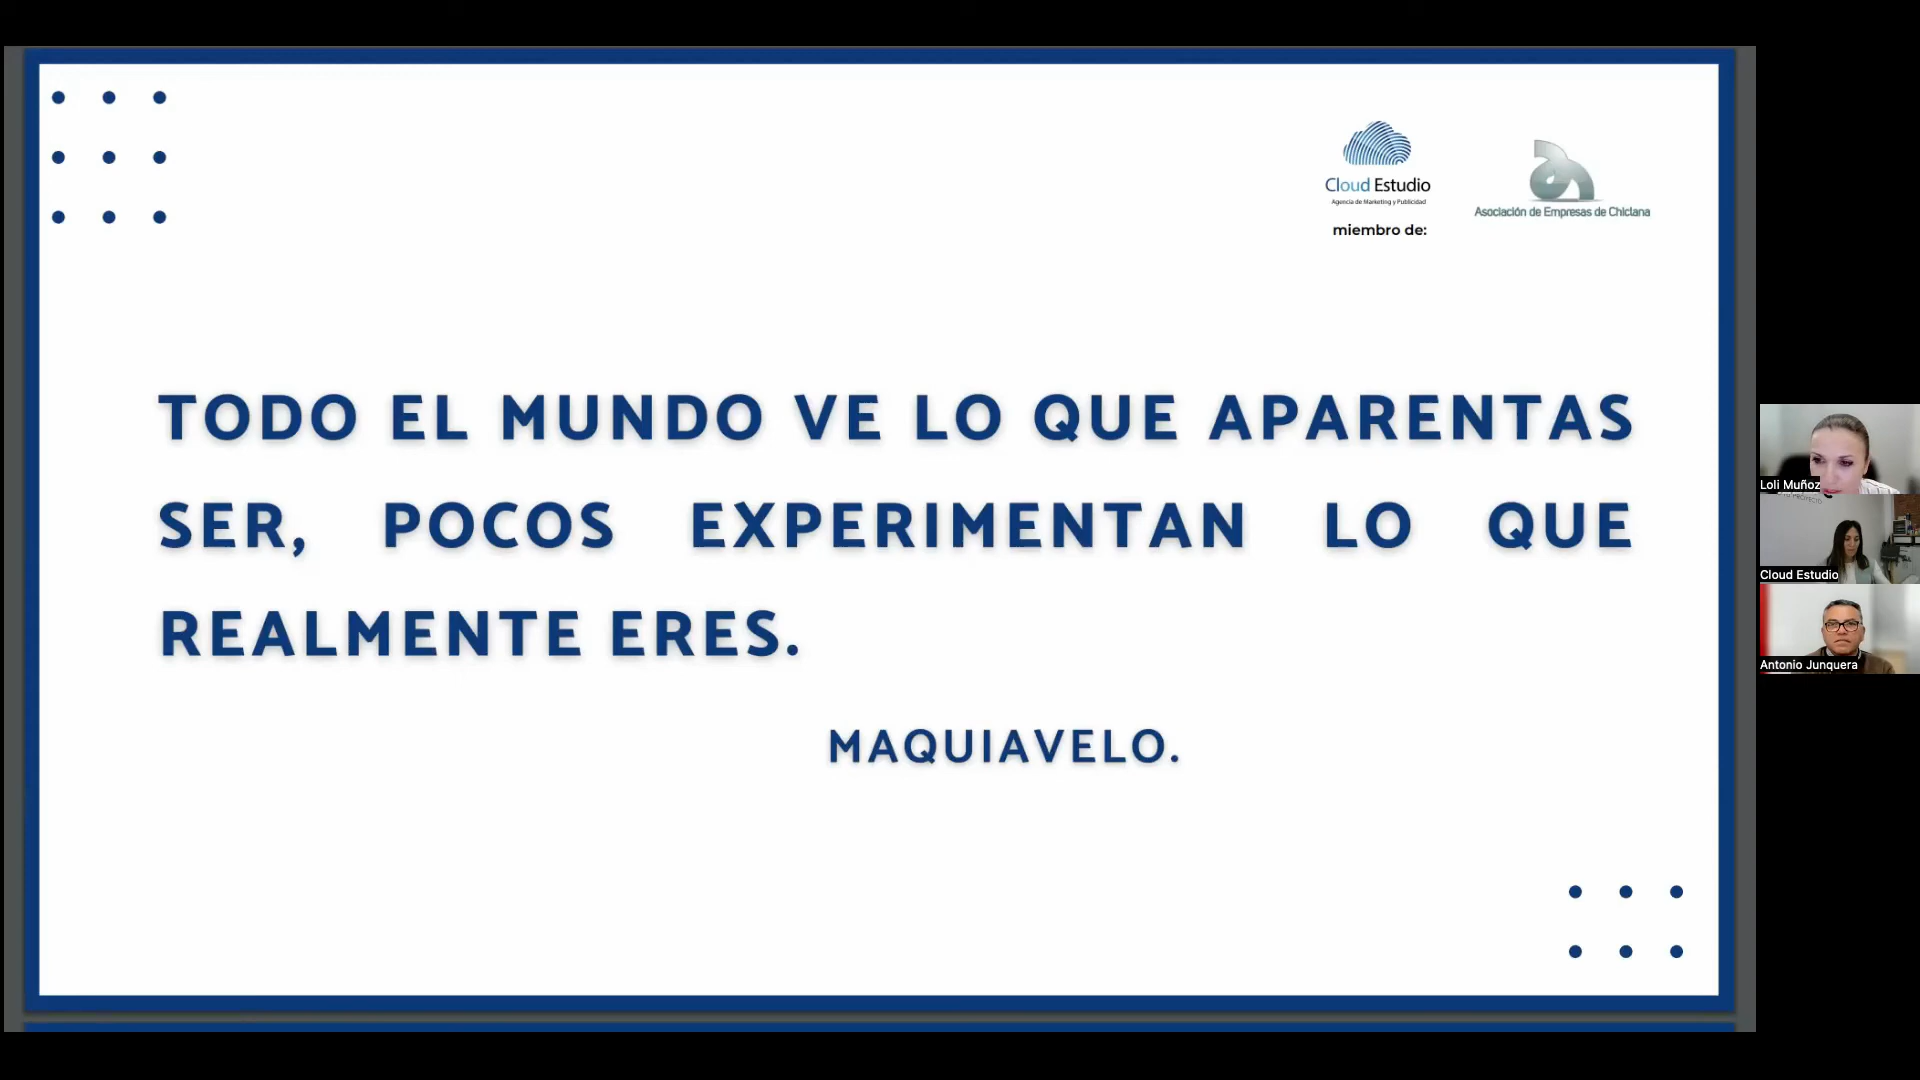 Cloud Estudio
Agencia de Marketing y Publicidad
miembro de:
Asociación de Empresas de Chiclana
TODO EL MUNDO VE LO QUE APARENTAS
SER, POCOS EXPERIMENTAN LO QUE
REALMENTE ERES.
MAQUIAVELO.
Loli Muñoz
Cloud Estudio
Antonio Junquera